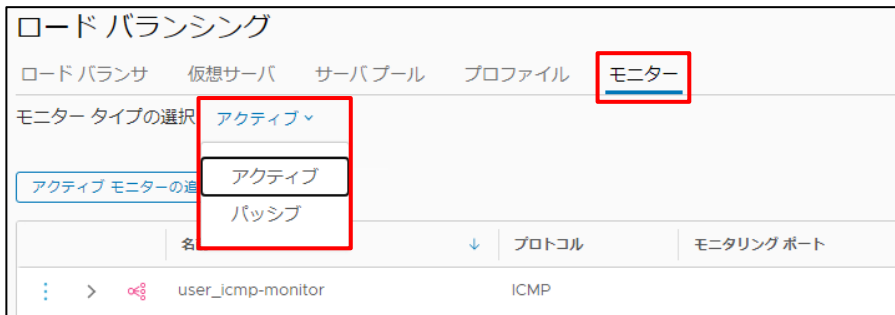 ロード バランシング
ロード バランサ 仮想サーバ サーバ プール プロファイル モニター
モニター タイプの選択 アクティブ
アクティブ
アクティブ モニターの追
パッシブ
名 プロトコル モニタリング ポート
user_icmp-monitor ICMP